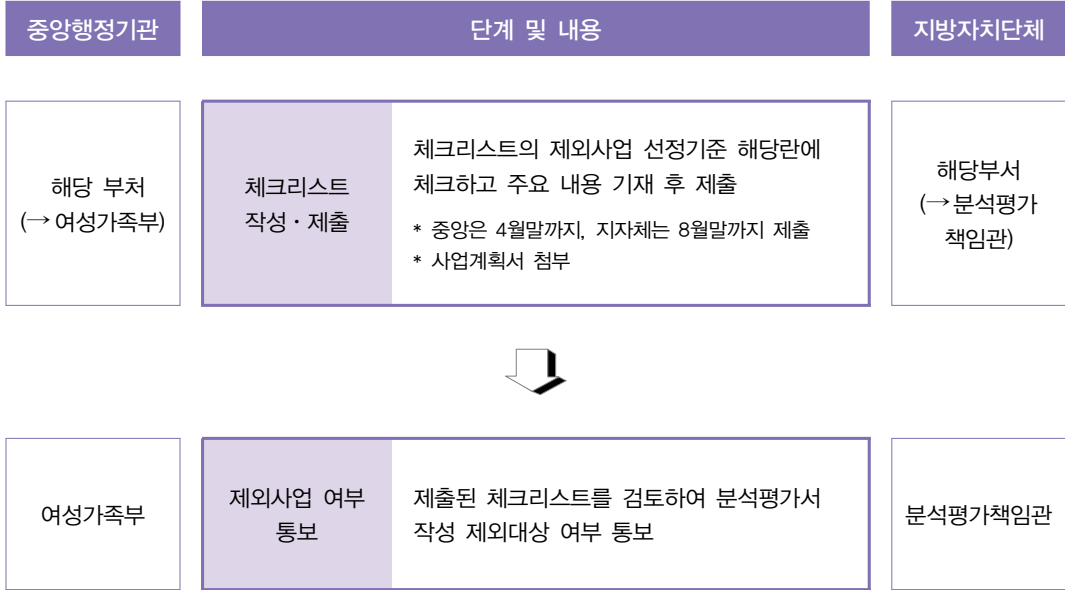 중앙행정기관
단계 및 내용
지방자치단체
해당 부처
(→ 여성가족부)
체크리스트
작성 · 제출
체크리스트의 제외사업 선정기준 해당란에
체크하고 주요 내용 기재 후 제출
* 중앙은 4월말까지, 지자체는 8월말까지 제출
* 사업계획서 첨부
해당부서
(→ 분석평가
책임관)
여성가족부
제외사업 여부
통보
제출된 체크리스트를 검토하여 분석평가서
작성 제외대상 여부 통보
분석평가책임관